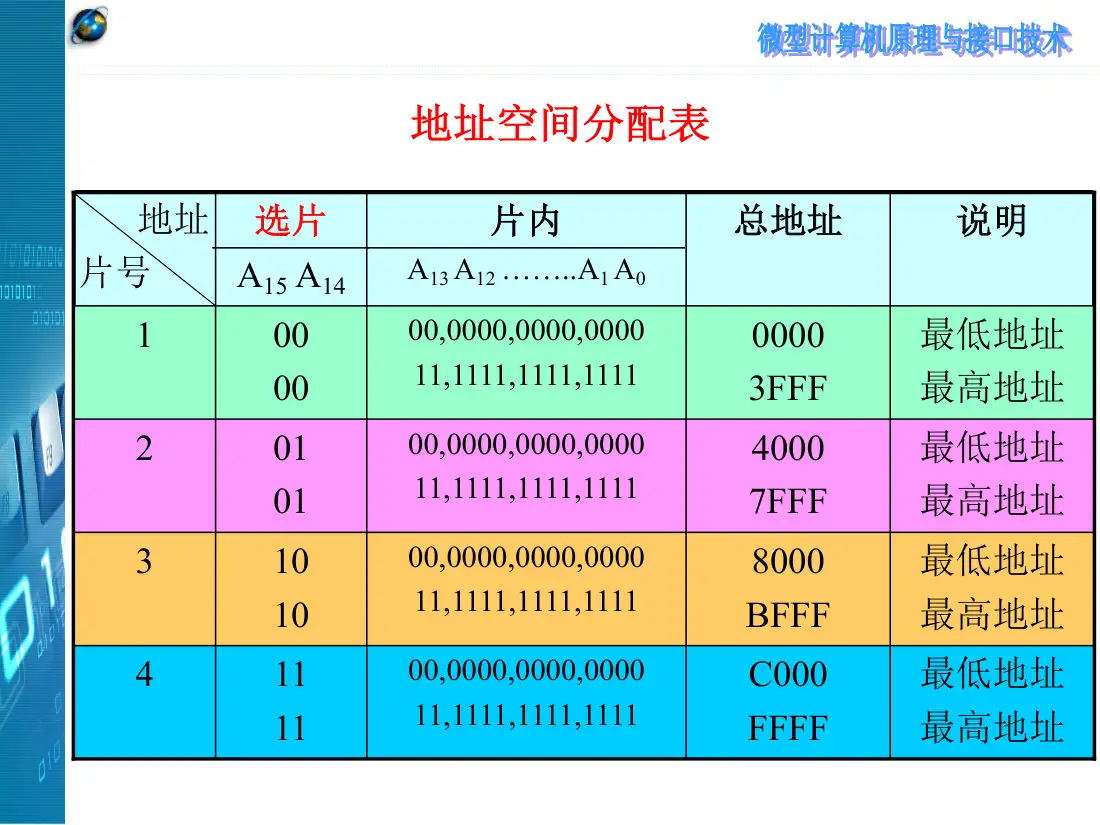 微型计算机原理与接口技术
地址空间分配表
地址
片号
选片
片内
总地址
说明
A15 A14
A13 A12 ……..A1 A0
1
00
00,0000,0000,0000
0000
最低地址
00
11,1111,1111,1111
3FFF
最高地址
2
01
00,0000,0000,0000
4000
最低地址
01
11,1111,1111,1111
7FFF
最高地址
3
10
00,0000,0000,0000
8000
最低地址
10
11,1111,1111,1111
BFFF
最高地址
4
11
00,0000,0000,0000
C000
最低地址
11
11,1111,1111,1111
FFFF
最高地址